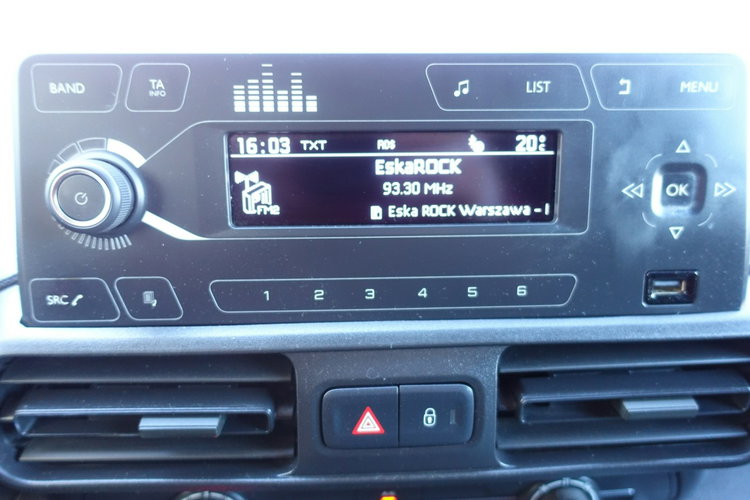 BAND
TA
INFO
LIST
MENU
16:03 TXT RDS 20°C
EskaROCK
93.30 MHz
FM2
Eska ROCK Warszawa -
OK
SRC
1 2 3 4 5 6